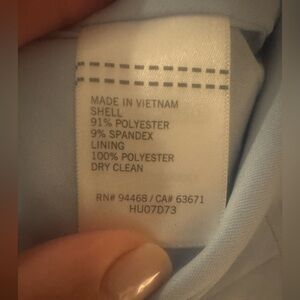 MADE IN VIETNAM
SHELL
91% POLYESTER
9% SPANDEX
LINING
100% POLYESTER
DRY CLEAN
RN# 94468 / CA# 63671
HU07D73